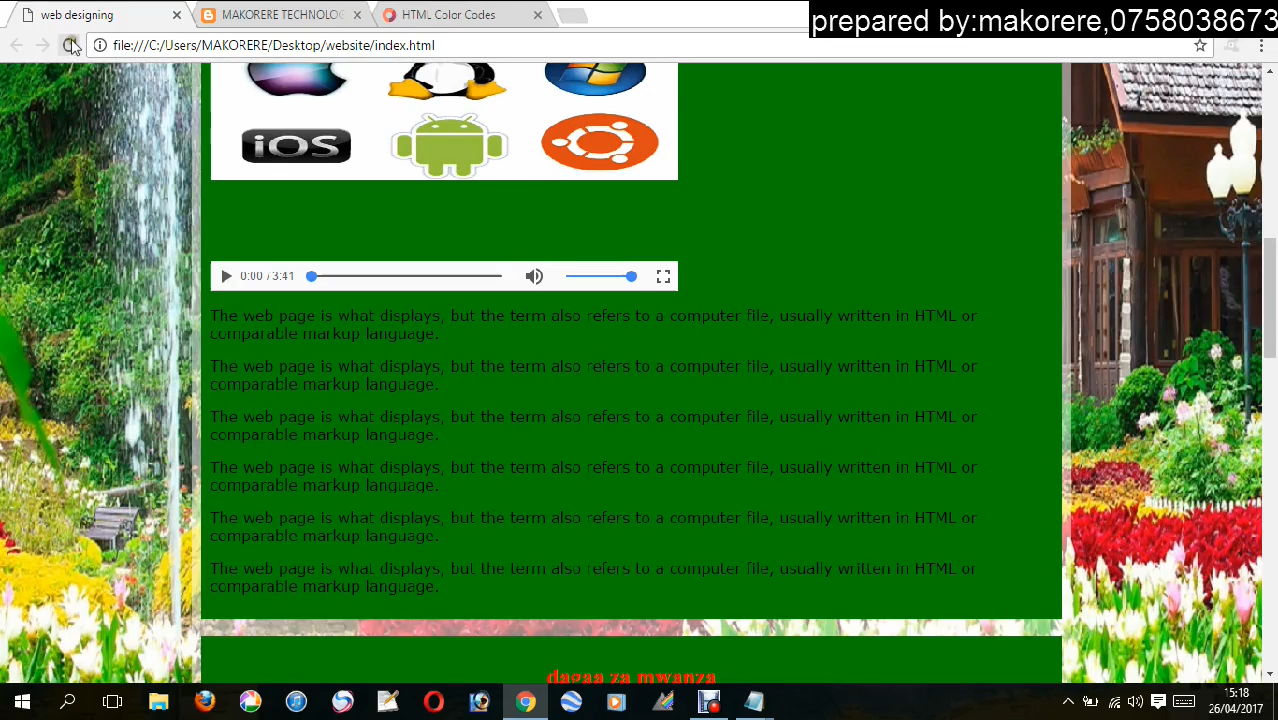 web designing
MAKORERE TECHNOLOG
HTML Color Codes
prepared by:makorere,0758038673
file:///C:/Users/MAKORERE/Desktop/website/index.html
iOS
0:00 / 3:41
The web page is what displays, but the term also refers to a computer file, usually written in HTML or
comparable markup language.
The web page is what displays, but the term also refers to a computer file, usually written in HTML or
comparable markup language.
The web page is what displays, but the term also refers to a computer file, usually written in HTML or
comparable markup language.
The web page is what displays, but the term also refers to a computer file, usually written in HTML or
comparable markup language.
The web page is what displays, but the term also refers to a computer file, usually written in HTML or
comparable markup language.
The web page is what displays, but the term also refers to a computer file, usually written in HTML or
comparable markup language.
dagaa za mwanza
15:18
26/04/2017